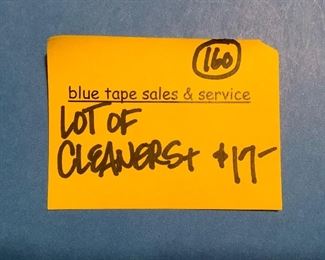 160
blue tape sales & service
LOT OF
CLEANERS+ $17-